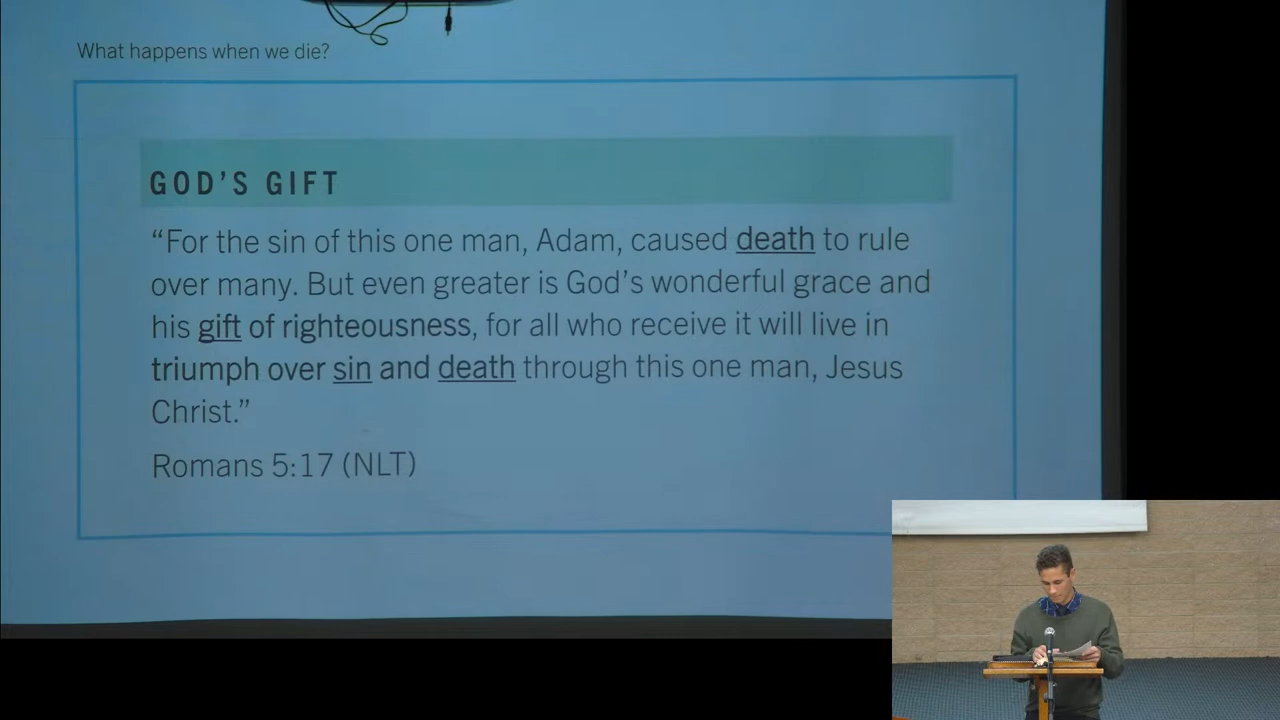 What happens when we die?
GOD'S GIFT
“For the sin of this one man, Adam, caused death to rule
over many. But even greater is God’s wonderful grace and
his gift of righteousness, for all who receive it will live in
triumph over sin and death through this one man, Jesus
Christ.”
Romans 5:17 (NLT)